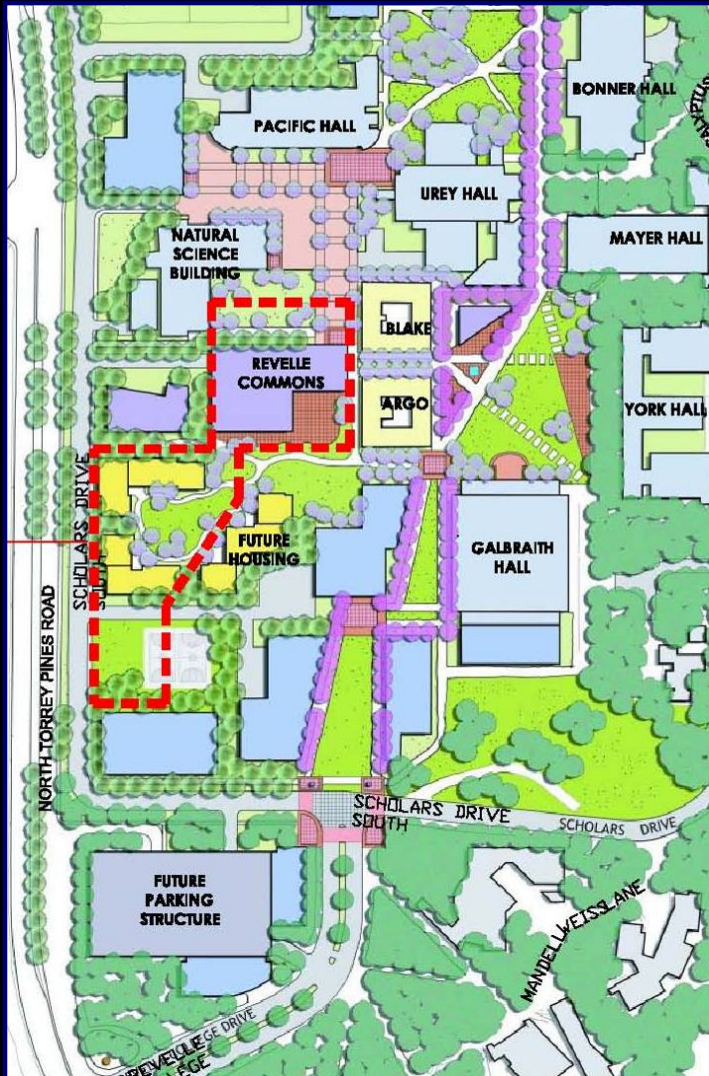 BONNER HALL
PACIFIC HALL
UREY HALL
MAYER HALL
NATURAL
SCIENCE
BUILDING
BLAKE
REVELLE
COMMONS
ARGO
YORK HALL
SCHOLARS DRIVE
SOUTH
FUTURE
HOUSING
GALBRAITH
HALL
NORTH TORREY PINES ROAD
SCHOLARS DRIVE
SOUTH
SCHOLARS DRIVE
FUTURE
PARKING
STRUCTURE
MANDELL WEISS LANE